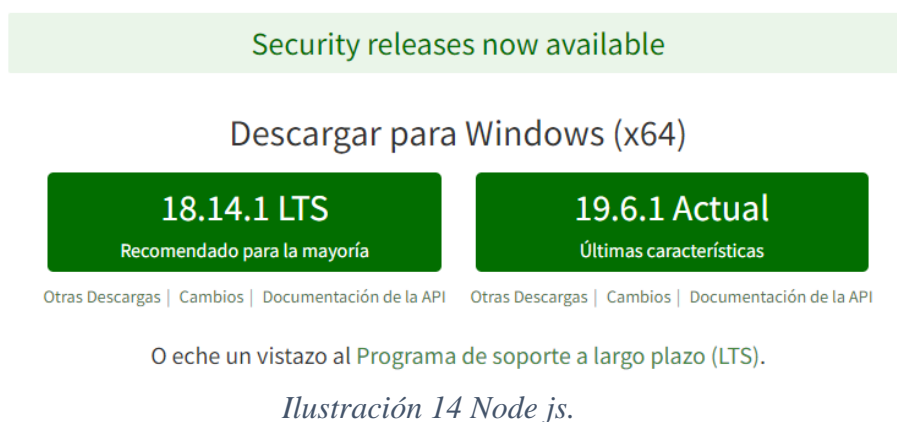 Security releases now available
Descargar para Windows (x64)
18.14.1 LTS
Recomendado para la mayoría
19.6.1 Actual
Últimas características
Otras Descargas | Cambios | Documentación de la API
Otras Descargas | Cambios | Documentación de la API
O eche un vistazo al Programa de soporte a largo plazo (LTS).
Ilustración 14 Node js.